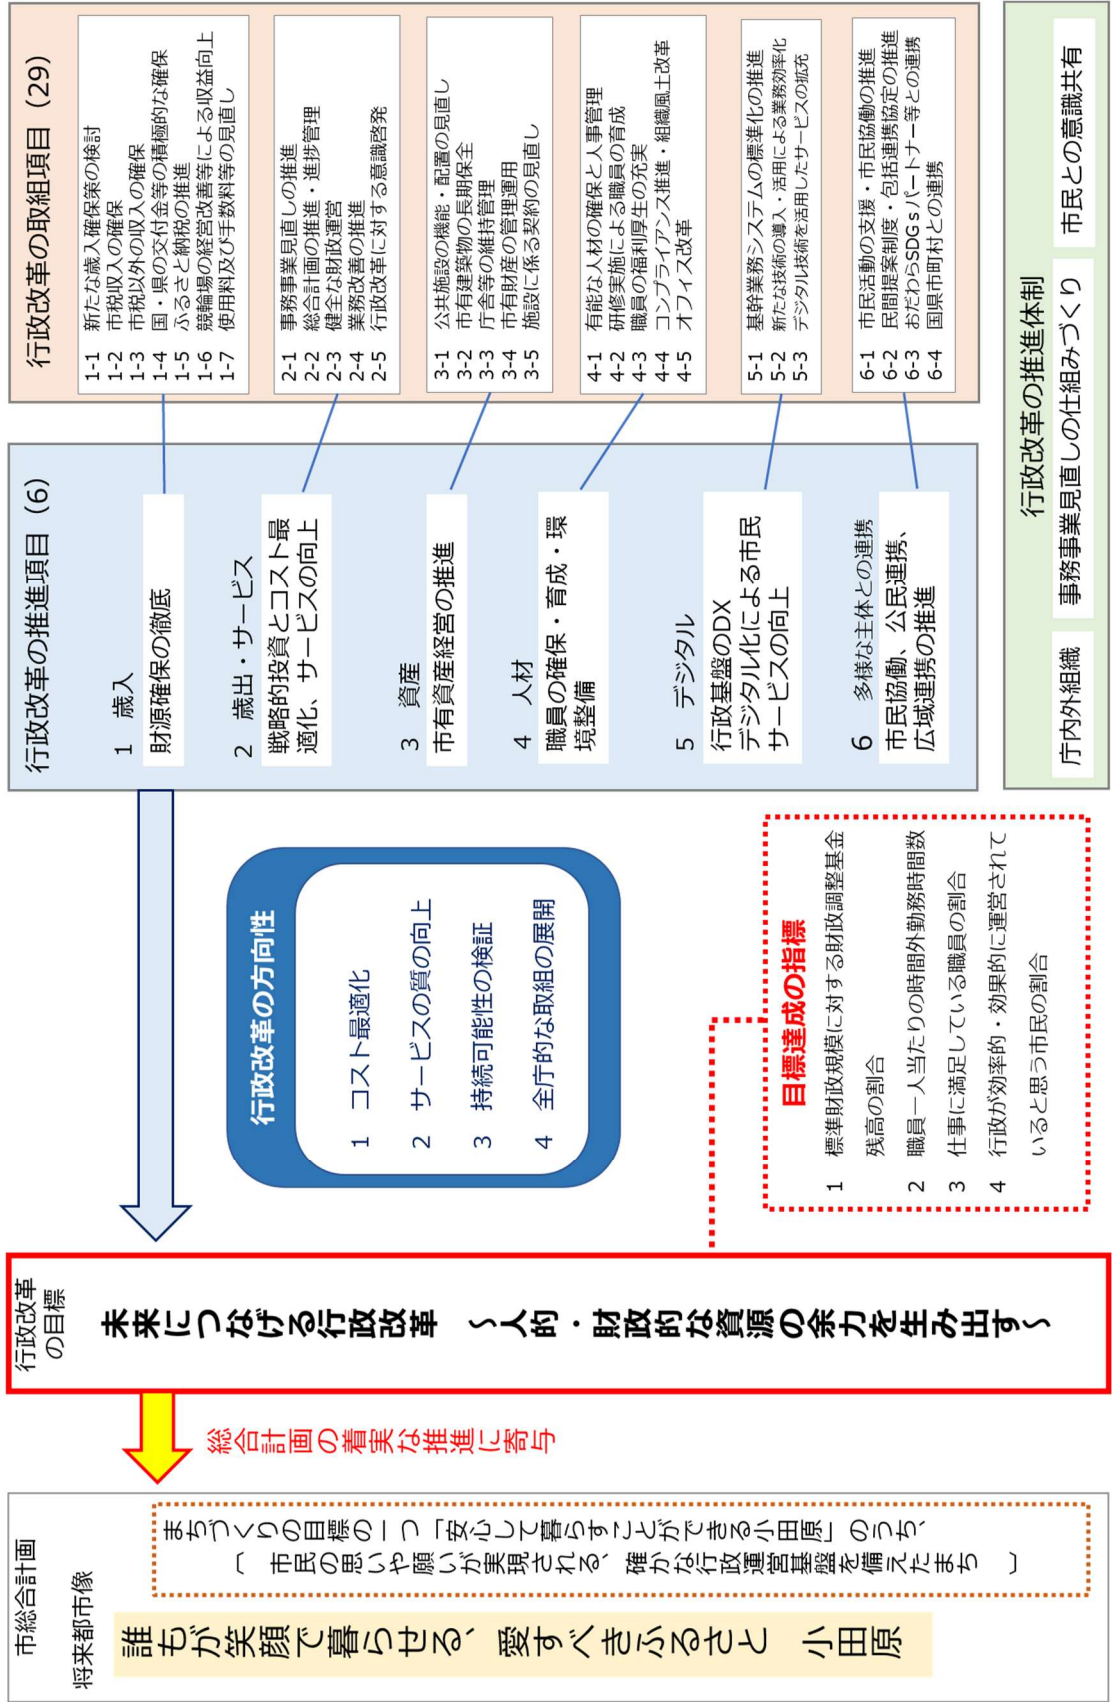 市総合計画
将来都市像
誰もが笑顔で暮らせる、愛すべきふるさと　小田原
まちづくりの目標の一つ「安心して暮らすことができる小田原」のうち、
〔　市民の思いや願いが実現される、確かな行政運営基盤を備えたまち　〕
総合計画の着実な推進に寄与
行政改革
の目標
未来につなげる行政改革　～人的・財政的な資源の余力を生み出す～
行政改革の方向性
1　コスト最適化
2　サービスの質の向上
3　持続可能性の検証
4　全庁的な取組の展開
目標達成の指標
1　標準財政規模に対する財政調整基金
残高の割合
2　職員一人当たりの時間外勤務時間数
3　仕事に満足している職員の割合
4　行政が効率的・効果的に運営されて
いると思う市民の割合
行政改革の推進項目（6）
1　歳入
財源確保の徹底
2　歳出・サービス
戦略的投資とコスト最
適化、サービスの向上
3　資産
市有資産経営の推進
4　人材
職員の確保・育成・環
境整備
5　デジタル
行政基盤のDX
デジタル化による市民
サービスの向上
6　多様な主体との連携
市民協働、公民連携、
広域連携の推進
行政改革の取組項目（29）
1-1　新たな歳入確保策の検討
1-2　市税収入の確保
1-3　市税以外の収入の確保
1-4　国・県の交付金等の積極的な確保
1-5　ふるさと納税の推進
1-6　競輪場の経営改善等による収益向上
1-7　使用料及び手数料等の見直し
2-1　事務事業見直しの推進
2-2　総合計画の推進・進捗管理
2-3　健全な財政運営
2-4　業務改善の推進
2-5　行政改革に対する意識啓発
3-1　公共施設の機能・配置の見直し
3-2　市有建築物の長期保全
3-3　庁舎等の維持管理
3-4　市有財産の管理運用
3-5　施設に係る契約の見直し
4-1　有能な人材の確保と人事管理
4-2　研修実施による職員の育成
4-3　職員の福利厚生の充実
4-4　コンプライアンス推進・組織風土改革
4-5　オフィス改革
5-1　基幹業務システムの標準化の推進
5-2　新たな技術の導入・活用による業務効率化
5-3　デジタル技術を活用したサービスの拡充
6-1　市民活動の支援・市民協働の推進
6-2　民間提案制度・包括連携協定の推進
6-3　おだわらSDGｓパートナー等との連携
6-4　国県市町村との連携
行政改革の推進体制
庁内外組織　事務事業見直しの仕組みづくり　市民との意識共有